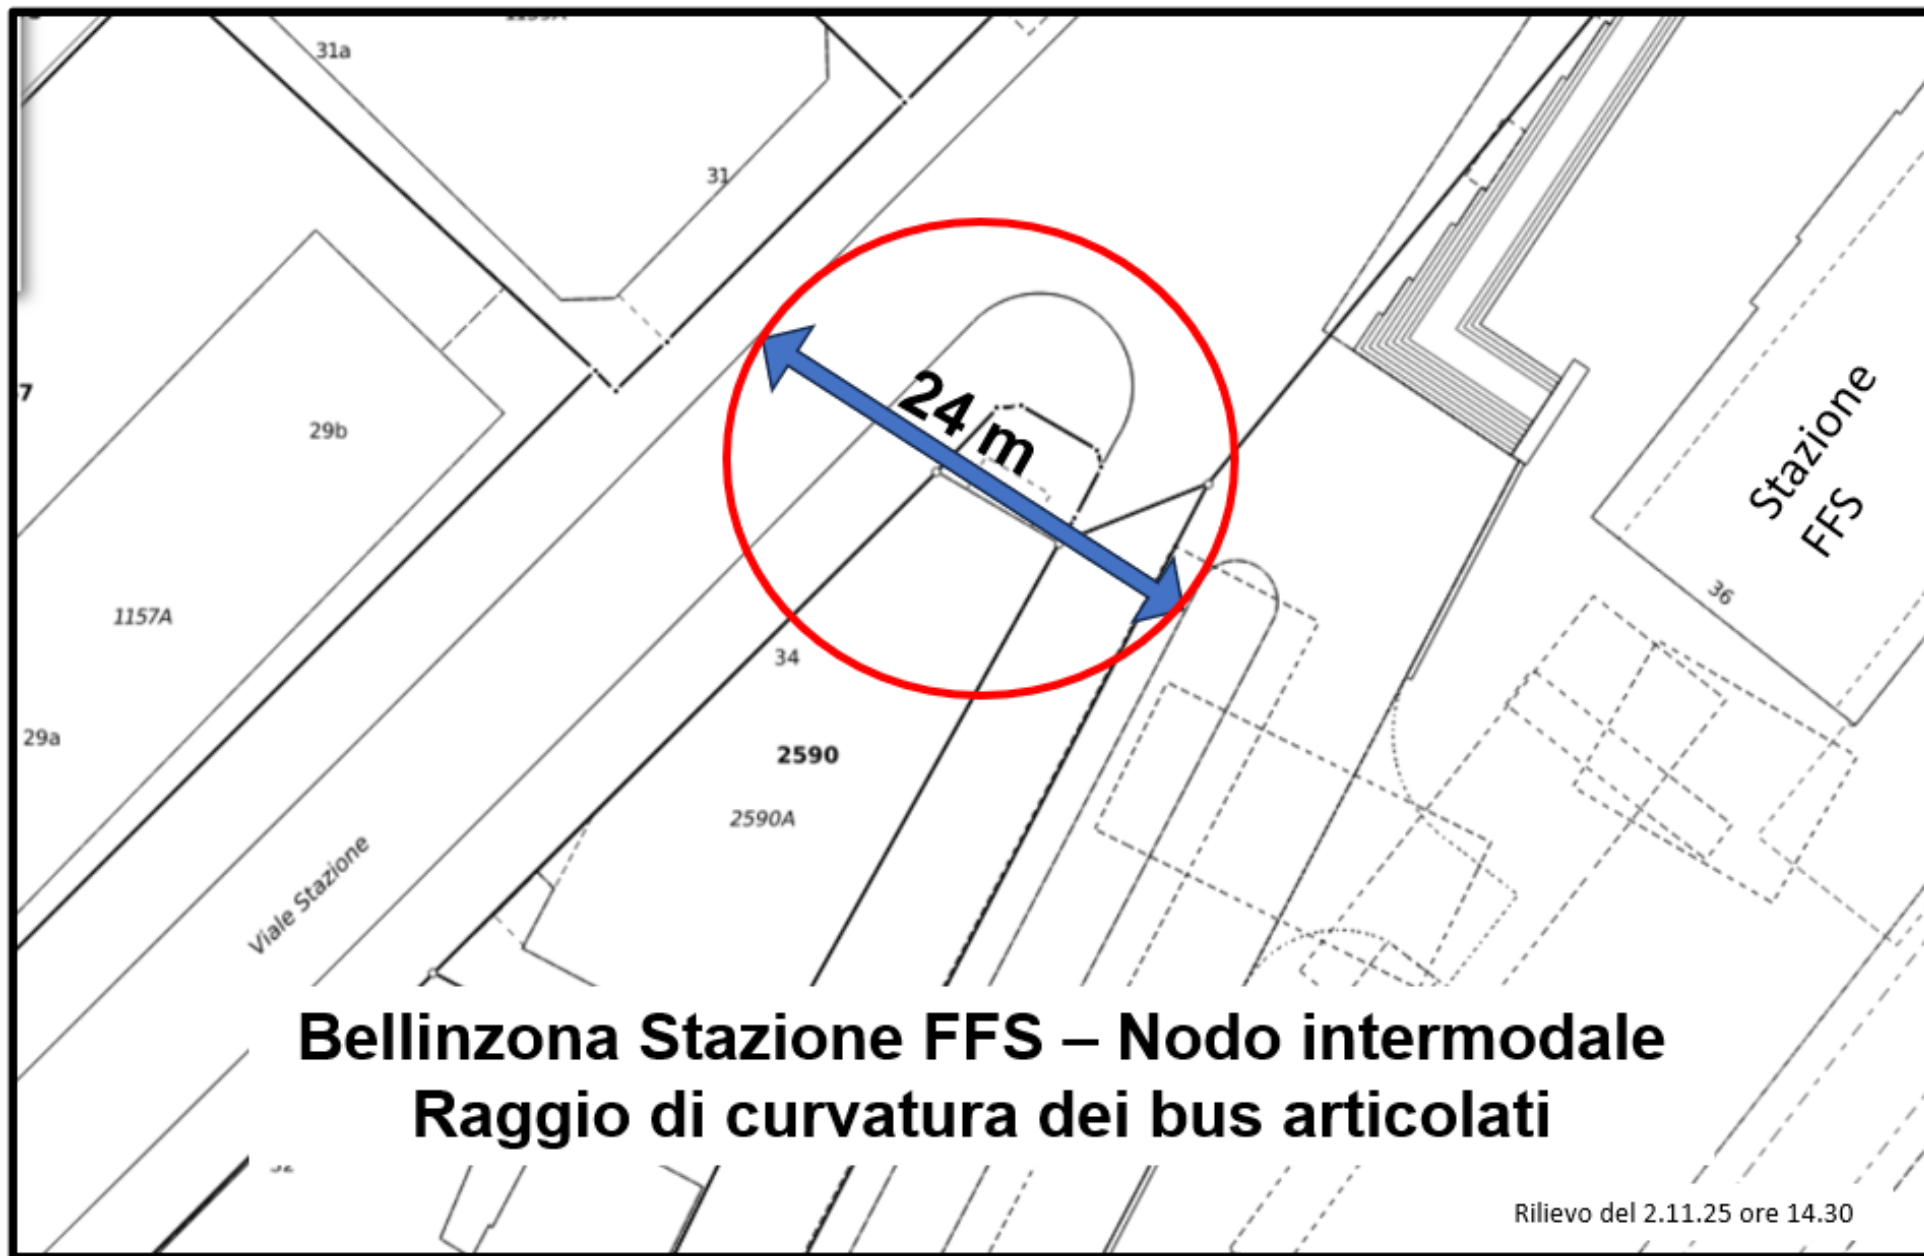 31a
31
24 m
7
29b
Stazione
FFS
36
1157A
34
29a
2590
2590A
Viale Stazione
Bellinzona Stazione FFS – Nodo intermodale
Raggio di curvatura dei bus articolati
Rilievo del 2.11.25 ore 14.30